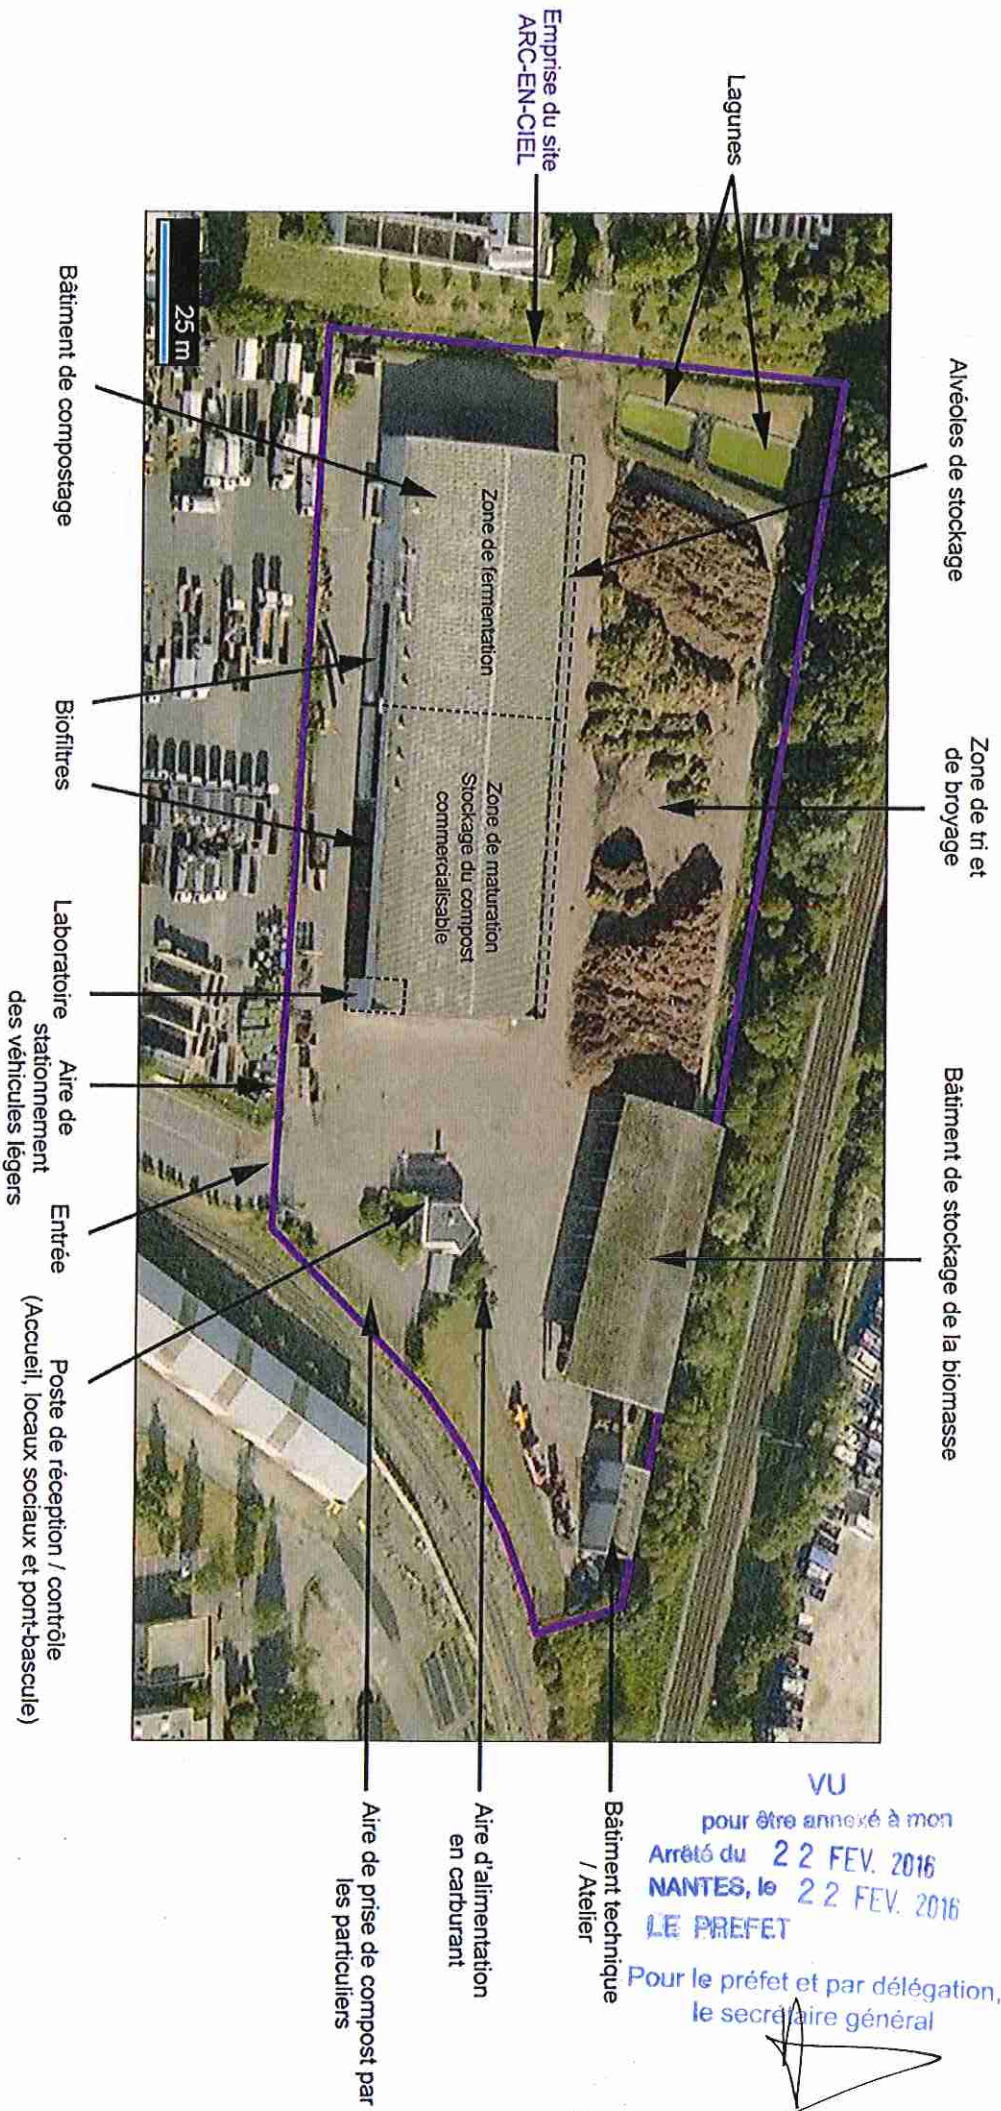 Emprise du site
ARC-EN-CIEL
Lagunes
Alvéoles de stockage
Zone de tri et
de broyage
Bâtiment de stockage de la biomasse
Zone de fermentation
Zone de maturation
Stockage du compost
commercialisable
25 m
Bâtiment de compostage
Biofiltres
Laboratoire
Aire de
stationnement
des véhicules légers
Entrée
Poste de réception / contrôle
(Accueil, locaux sociaux et pont-bascule)
Bâtiment technique
/ Atelier
Aire d'alimentation
en carburant
Aire de prise de compost par
les particuliers
VU
pour être annexé à mon
Arrêté du 22 FEV. 2016
NANTES, le 22 FEV. 2016
LE PREFET
Pour le préfet et par délégation,
le secrétaire général